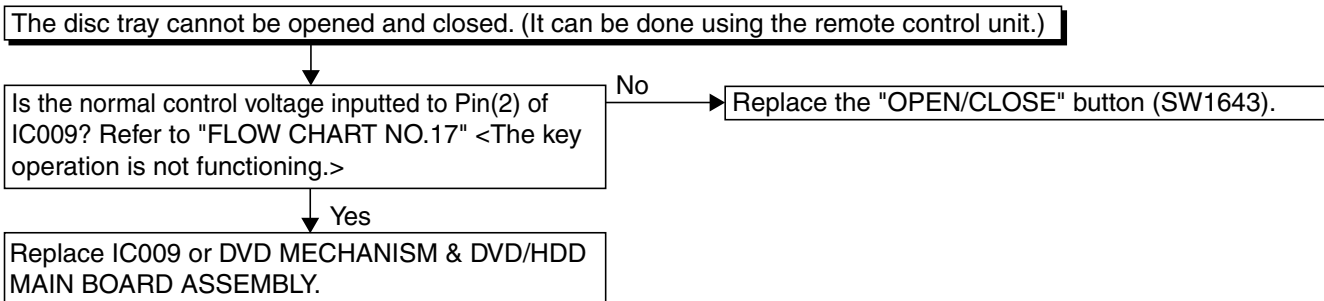 The disc tray cannot be opened and closed. (It can be done using the remote control unit.)
Is the normal control voltage inputted to Pin(2) of
IC009? Refer to "FLOW CHART NO.17" <The key
operation is not functioning.>
No
Replace the "OPEN/CLOSE" button (SW1643).
Yes
Replace IC009 or DVD MECHANISM & DVD/HDD
MAIN BOARD ASSEMBLY.